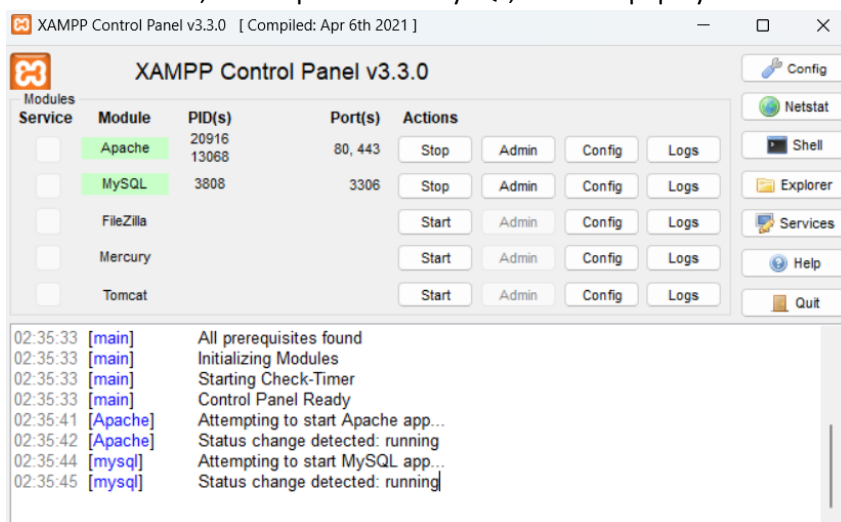 XAMPP Control Panel v3.3.0 [ Compiled: Apr 6th 2021 ]
XAMPP Control Panel v3.3.0
Config
Modules
Service Module PID(s) Port(s) Actions
Netstat
Apache 20916 13068 80, 443 Stop Admin Config Logs
Shell
MySQL 3808 3306 Stop Admin Config Logs
Explorer
FileZilla Start Admin Config Logs
Services
Mercury Start Admin Config Logs
Help
Tomcat Start Admin Config Logs
Quit
02:35:33 [main] All prerequisites found
02:35:33 [main] Initializing Modules
02:35:33 [main] Starting Check-Timer
02:35:33 [main] Control Panel Ready
02:35:41 [Apache] Attempting to start Apache app...
02:35:42 [Apache] Status change detected: running
02:35:44 [mysql] Attempting to start MySQL app...
02:35:45 [mysql] Status change detected: running